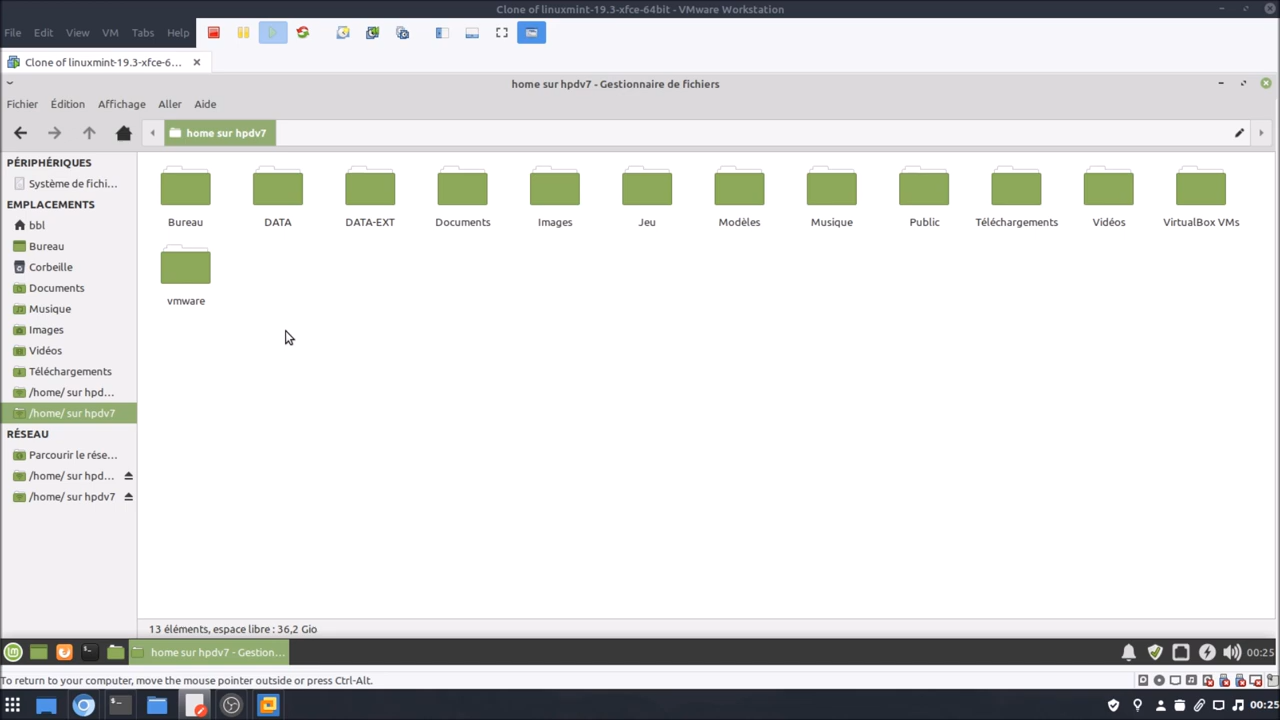 Clone of linuxmint-19.3-xfce-64bit - VMware Workstation
File Edit View VM Tabs Help
Clone of linuxmint-19.3-xfce-6... ×
home sur hpdv7 - Gestionnaire de fichiers
Fichier Édition Affichage Aller Aide
home sur hpdv7
PÉRIPHÉRIQUES
Système de fichi...
EMPLACEMENTS
bbl
Bureau
Corbeille
Documents
Musique
Images
Vidéos
Téléchargements
/home/ sur hpd...
/home/ sur hpdv7
RÉSEAU
Parcourir le rése...
/home/ sur hpd...
/home/ sur hpdv7
Bureau DATA DATA-EXT Documents Images Jeu Modèles Musique Public Téléchargements Vidéos VirtualBox VMs
vmware
13 éléments, espace libre : 36,2 Gio
home sur hpdv7 - Gestion... 00:25
To return to your computer, move the mouse pointer outside or press Ctrl-Alt.
00:25